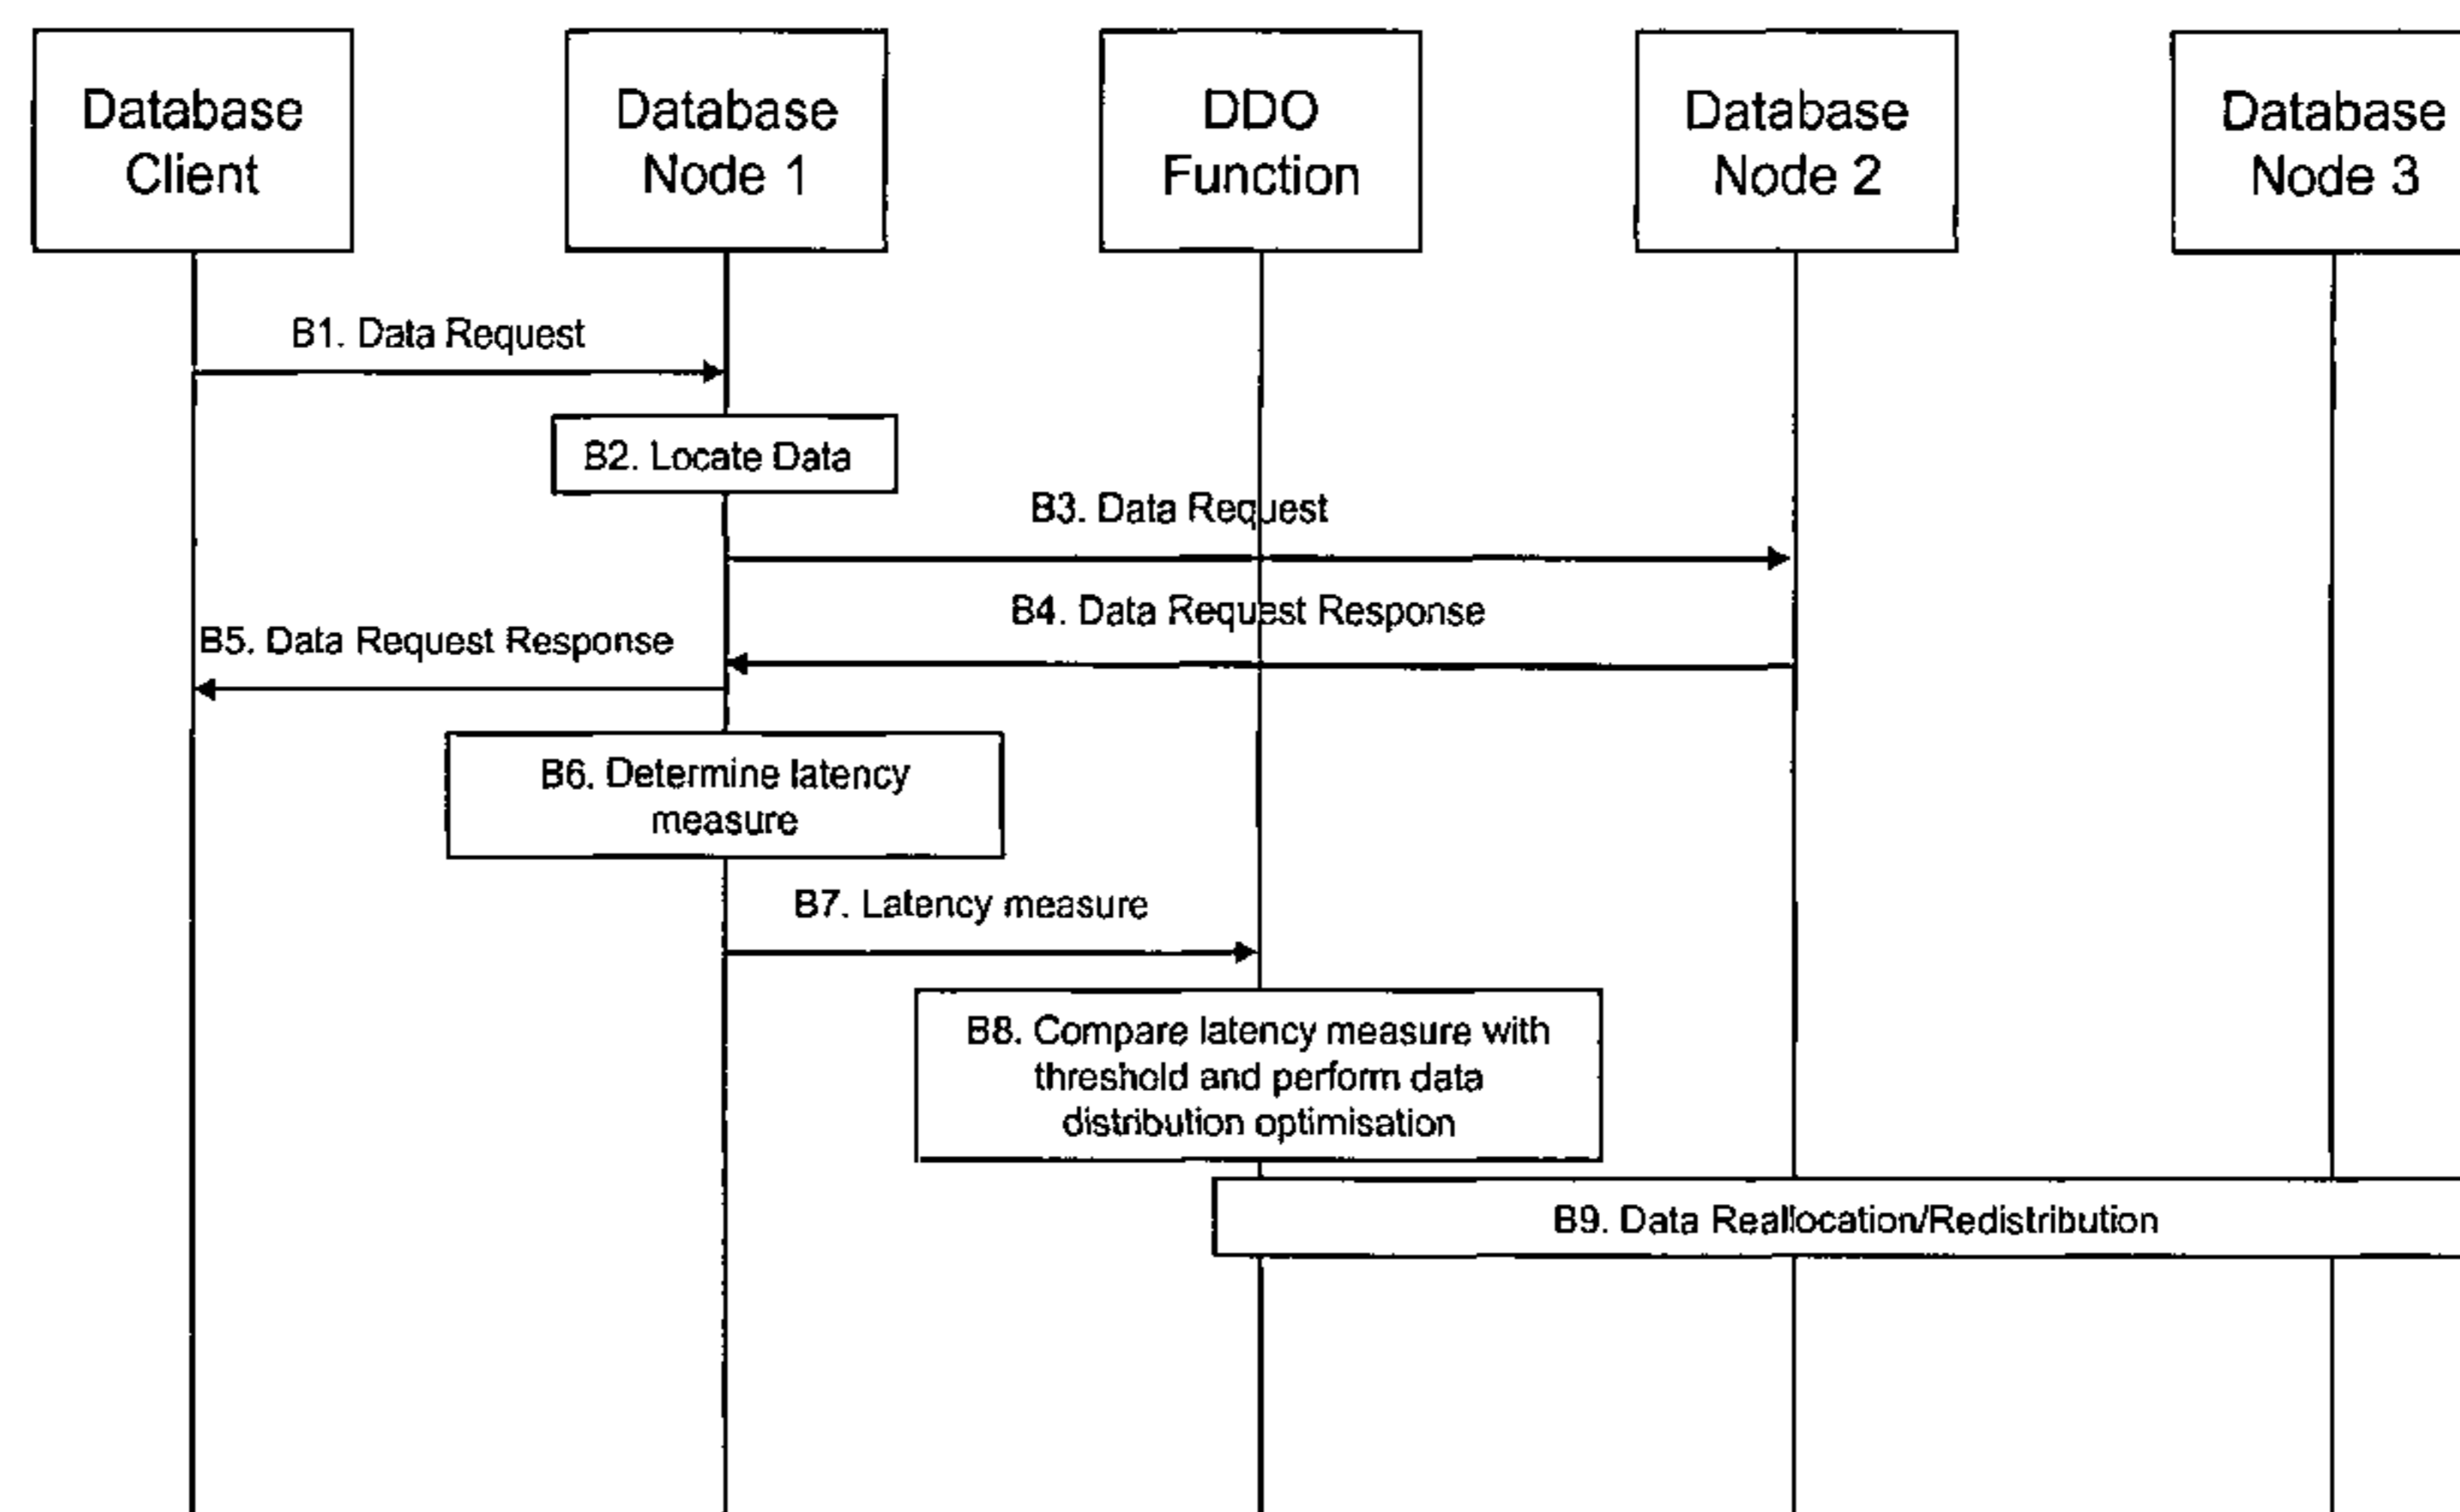 Database
Client
Database
Node 1
DDO
Function
Database
Node 2
Database
Node 3
B1. Data Request
B2. Locate Data
B3. Data Request
B4. Data Request Response
B5. Data Request Response
B6. Determine latency
measure
B7. Latency measure
B8. Compare latency measure with
threshold and perform data
distribution optimisation
B9. Data Reallocation/Redistribution